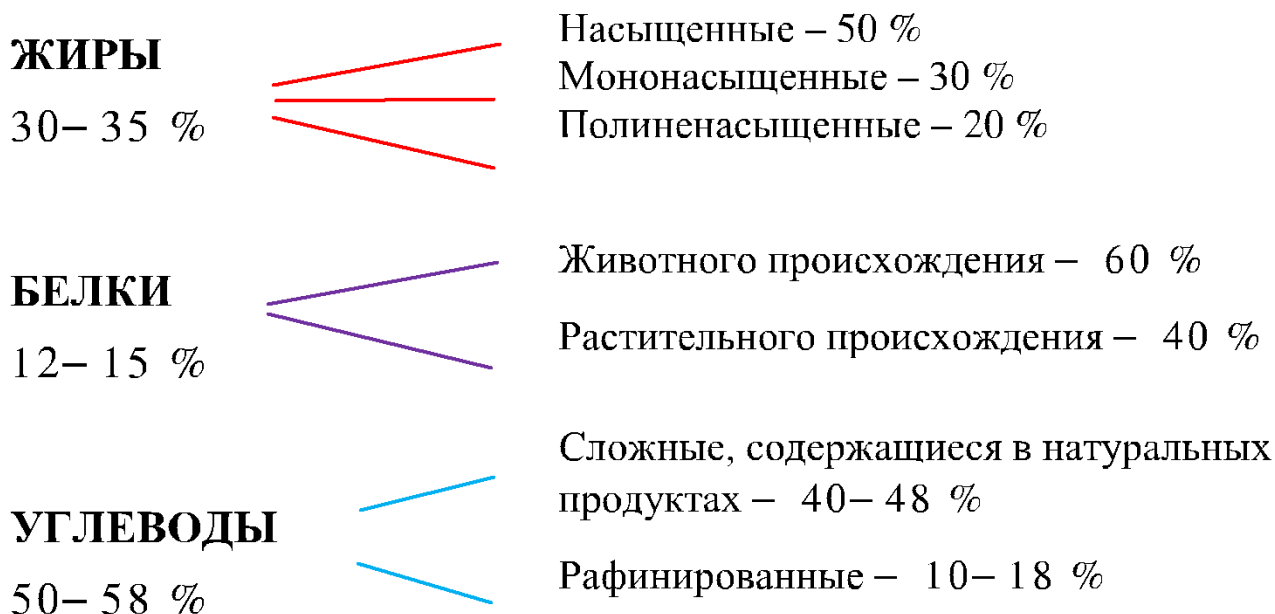 ЖИРЫ
30– 35 %
Насыщенные – 50 %
Мононасыщенные – 30 %
Полиненасыщенные – 20 %
БЕЛКИ
12– 15 %
Животного происхождения – 60 %
Растительного происхождения – 40 %
УГЛЕВОДЫ
50– 58 %
Сложные, содержащиеся в натуральных
продуктах – 40– 48 %
Рафинированные – 10– 18 %